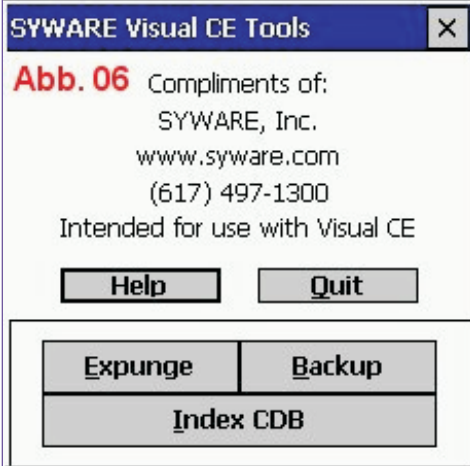 SYWARE Visual CE Tools
Abb. 06 Compliments of:
SYWARE, Inc.
www.syware.com
(617) 497-1300
Intended for use with Visual CE
Help Quit
Expunge Backup
Index CDB